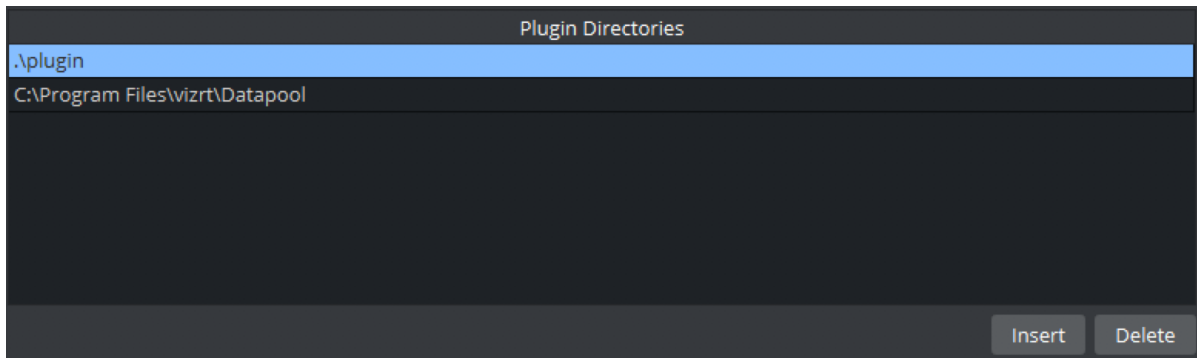 Plugin Directories
.\plugin
C:\Program Files\vizrt\Datapool
Insert Delete